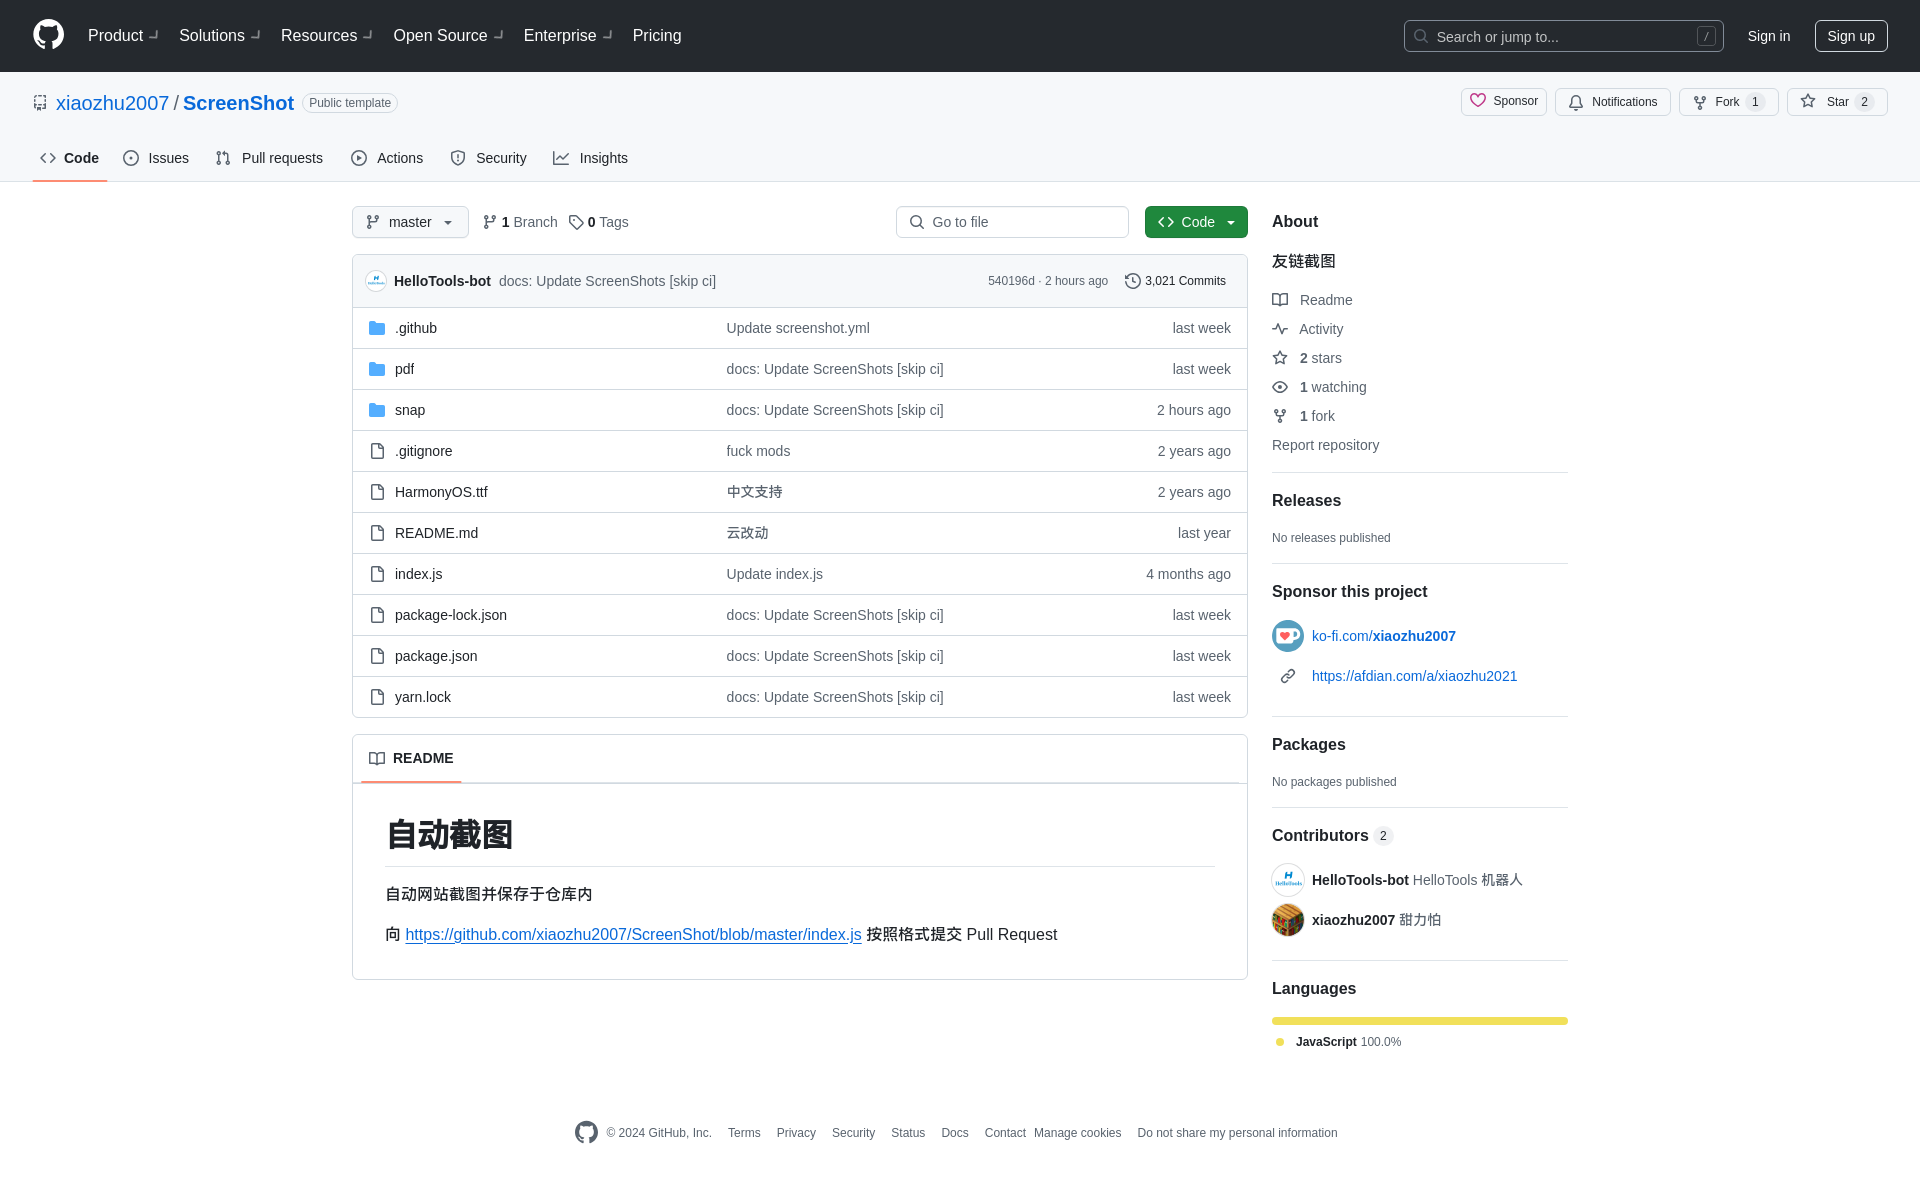 Product Solutions Resources Open Source Enterprise Pricing Search or jump to... / Sign in Sign up
xiaozhu2007 / ScreenShot Public template Sponsor Notifications Fork 1 Star 2
Code Issues Pull requests Actions Security Insights
master 1 Branch 0 Tags Go to file Code
HelloTools-bot docs: Update ScreenShots [skip ci] 540196d · 2 hours ago 3,021 Commits
.github Update screenshot.yml last week
pdf docs: Update ScreenShots [skip ci] last week
snap docs: Update ScreenShots [skip ci] 2 hours ago
.gitignore fuck mods 2 years ago
HarmonyOS.ttf 中文支持 2 years ago
README.md 云改动 last year
index.js Update index.js 4 months ago
package-lock.json docs: Update ScreenShots [skip ci] last week
package.json docs: Update ScreenShots [skip ci] last week
yarn.lock docs: Update ScreenShots [skip ci] last week
README
自动截图
自动网站截图并保存于仓库内
向 https://github.com/xiaozhu2007/ScreenShot/blob/master/index.js 按照格式提交 Pull Request
About
友链截图
Readme
Activity
2 stars
1 watching
1 fork
Report repository
Releases
No releases published
Sponsor this project
ko-fi.com/xiaozhu2007
https://afdian.com/a/xiaozhu2021
Packages
No packages published
Contributors 2
HelloTools-bot HelloTools 机器人
xiaozhu2007 甜力怕
Languages
JavaScript 100.0%
© 2024 GitHub, Inc. Terms Privacy Security Status Docs Contact Manage cookies Do not share my personal information